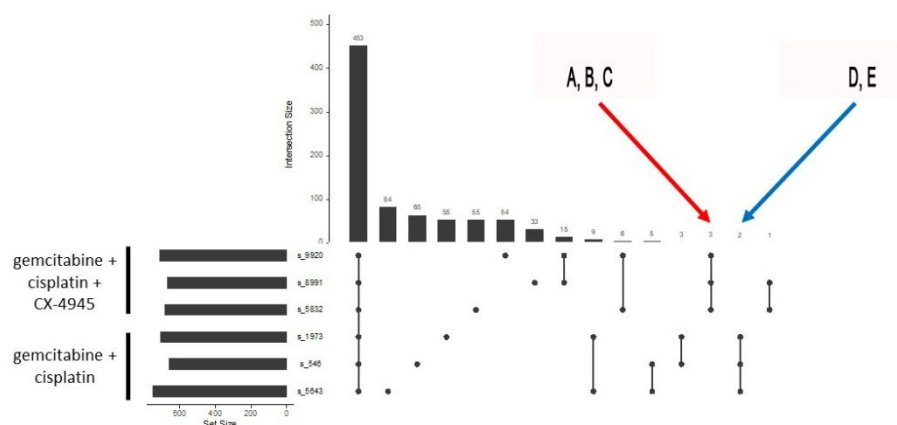 500
400
300
200
100
0
Intersection Size
453
84
65
55
55
54
33
15
9
6
5
3
3
2
1
A, B, C
D, E
gemcitabine +
cisplatin +
CX-4945
gemcitabine +
cisplatin
s_9920
s_8991
s_5832
s_1973
s_546
s_5643
600
400
200
0
Set Size